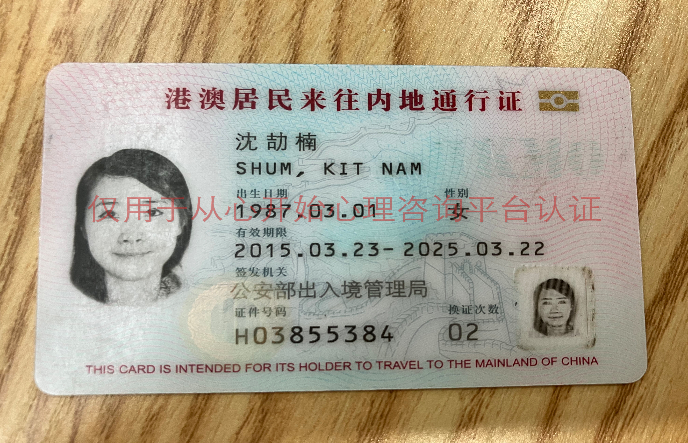 港澳居民来往内地通行证
沈劼楠
SHUM, KIT NAM
出生日期 性别
1987.03.01 女
仅用于从心开始心理咨询平台认证
有效期限
2015.03.23-2025.03.22
签发机关
公安部出入境管理局
证件号码 换证次数
H03855384 02
THIS CARD IS INTENDED FOR ITS HOLDER TO TRAVEL TO THE MAINLAND OF CHINA